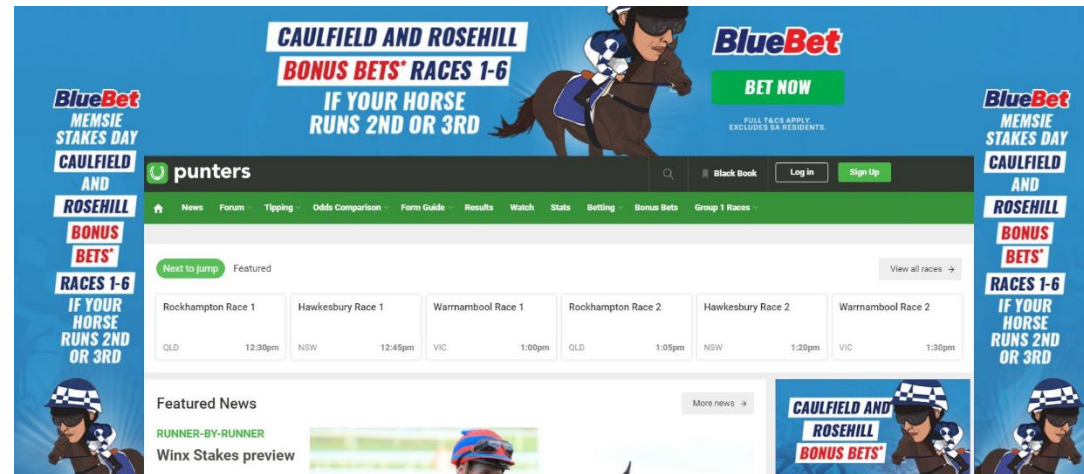 CAULFIELD AND ROSEHILL
BONUS BETS* RACES 1-6
IF YOUR HORSE
RUNS 2ND OR 3RD
BlueBet
BET NOW
FULL T&CS APPLY.
EXCLUDES SA RESIDENTS.
BlueBet
MEMSIE
STAKES DAY
CAULFIELD
AND
ROSEHILL
BONUS
BETS*
RACES 1-6
IF YOUR
HORSE
RUNS 2ND
OR 3RD
punters
Black Book
Log in
Sign Up
News Forum Tipping Odds Comparison Form Guide Results Watch Stats Betting Bonus Bets Group 1 Races
Next to jump Featured
View all races →
Rockhampton Race 1
QLD 12:30pm
Hawkesbury Race 1
NSW 12:45pm
Warrnambool Race 1
VIC 1:00pm
Rockhampton Race 2
QLD 1:05pm
Hawkesbury Race 2
NSW 1:20pm
Warrnambool Race 2
VIC 1:30pm
Featured News
More news →
RUNNER-BY-RUNNER
Winx Stakes preview
CAULFIELD AND
ROSEHILL
BONUS BETS*
BlueBet
MEMSIE
STAKES DAY
CAULFIELD
AND
ROSEHILL
BONUS
BETS*
RACES 1-6
IF YOUR
HORSE
RUNS 2ND
OR 3RD